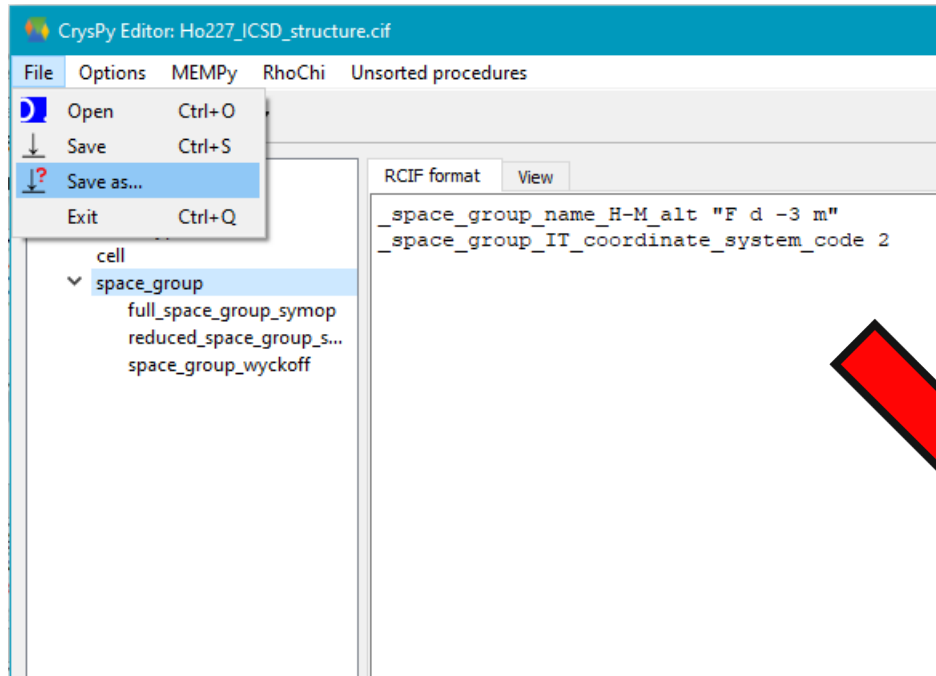 CrysPy Editor: Ho227_ICSD_structure.cif
File Options MEMPy RhoChi Unsorted procedures
Open Ctrl+O
Save Ctrl+S
Save as...
Exit Ctrl+Q
RCIF format View
_space_group_name_H-M_alt "F d -3 m"
_space_group_IT_coordinate_system_code 2
cell
space_group
full_space_group_symop
reduced_space_group_s...
space_group_wyckoff